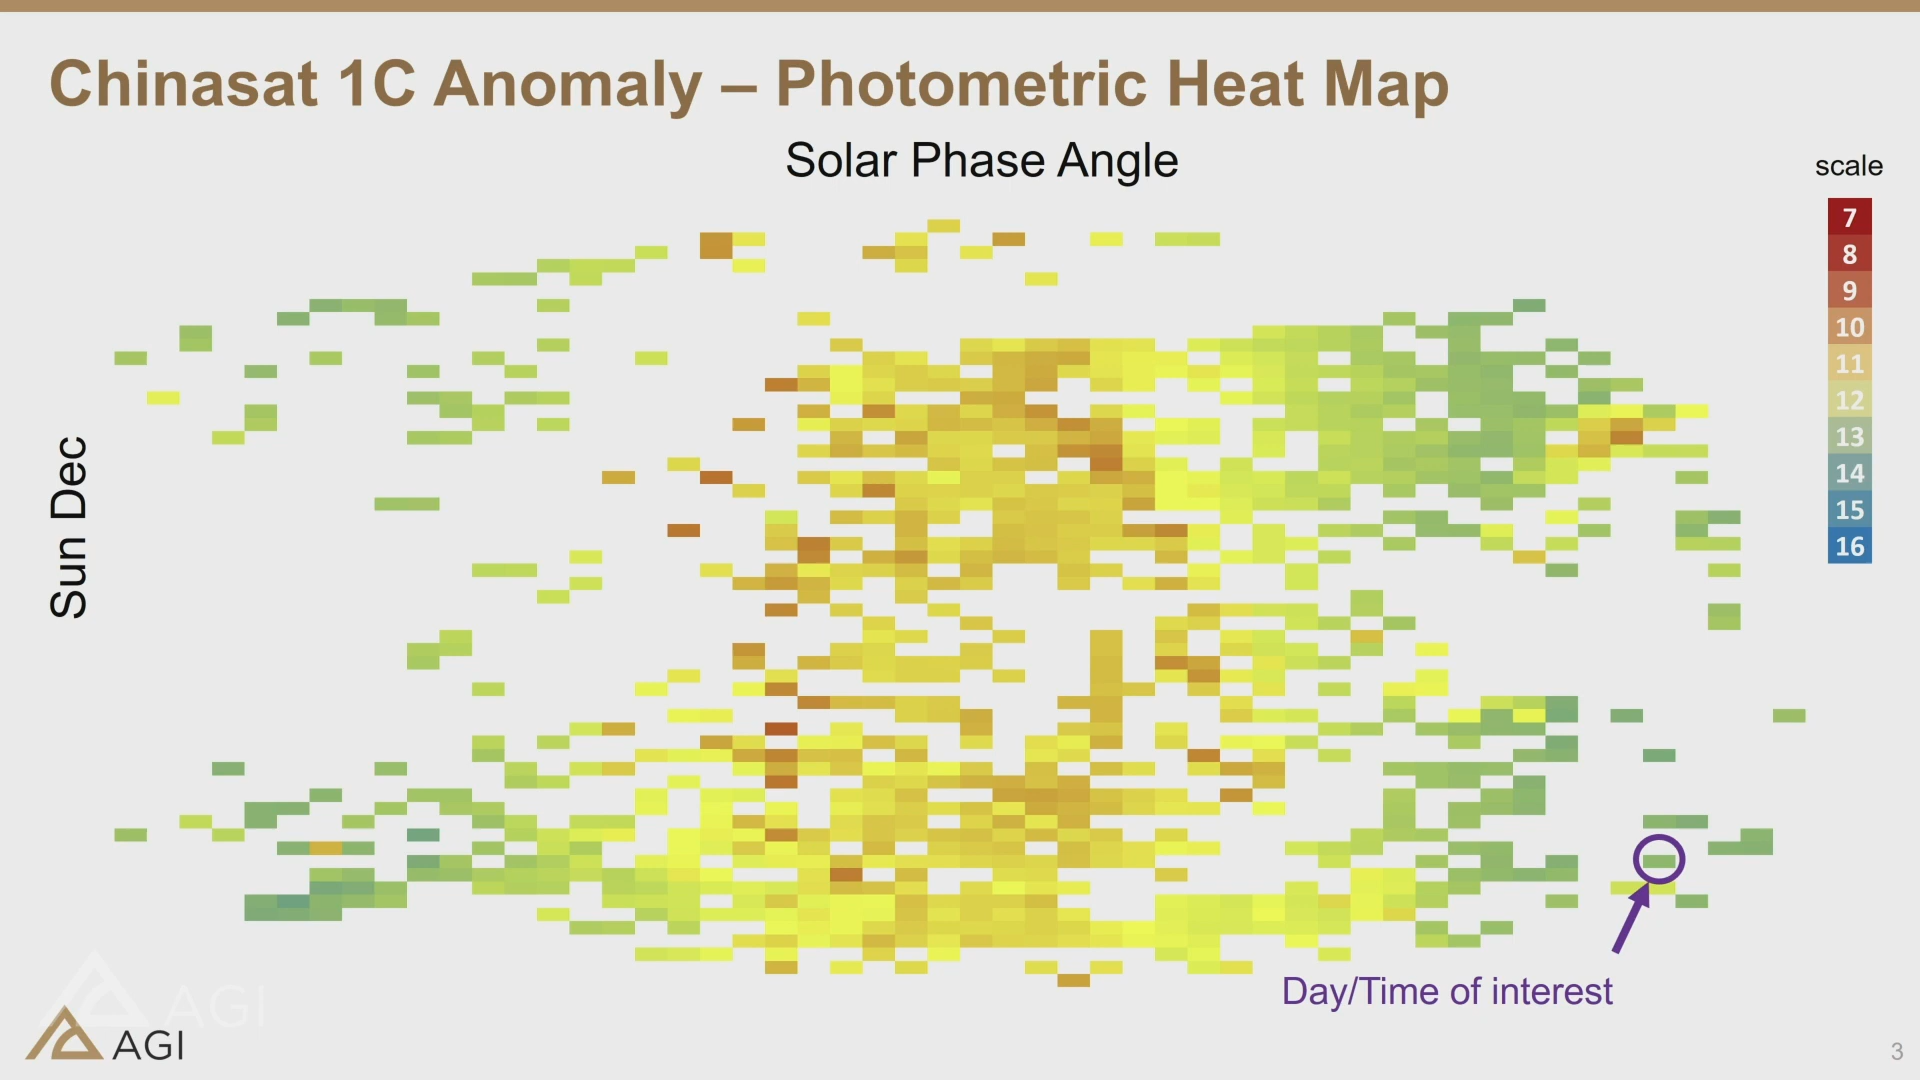 Chinasat 1C Anomaly – Photometric Heat Map
Solar Phase Angle
scale
7
8
9
10
11
12
13
14
15
16
Sun Dec
Day/Time of interest
AGI
AGI
3